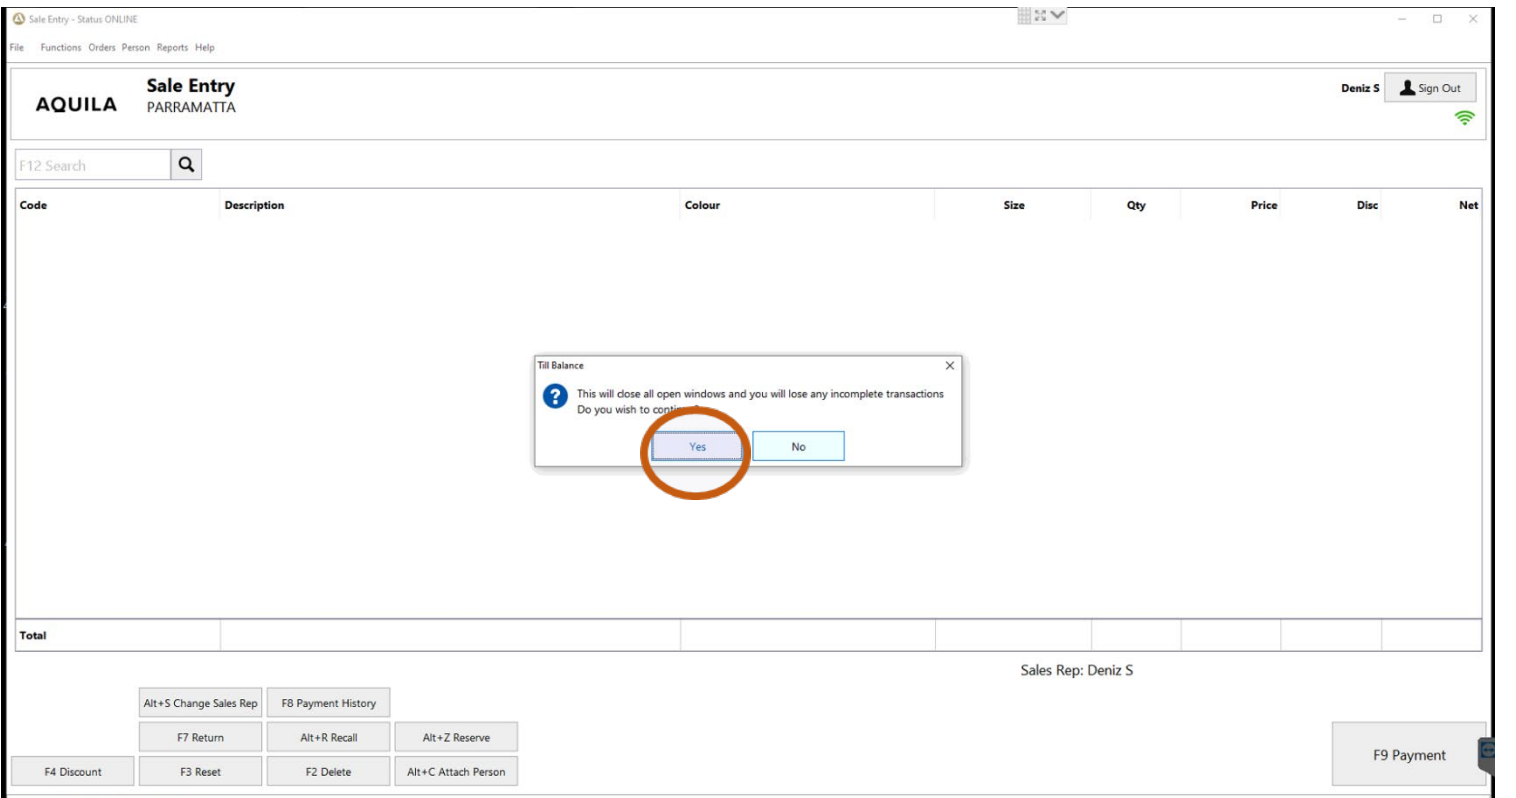 Sale Entry - Status ONLINE
File Functions Orders Person Reports Help
AQUILA
Sale Entry
PARRAMATTA
Deniz S
Sign Out
F12 Search
Code Description Colour Size Qty Price Disc Net
Till Balance
This will close all open windows and you will lose any incomplete transactions
Do you wish to
Yes No
Total
Sales Rep: Deniz S
Alt+S Change Sales Rep F8 Payment History
F7 Return Alt+R Recall Alt+Z Reserve
F4 Discount F3 Reset F2 Delete Alt+C Attach Person
F9 Payment